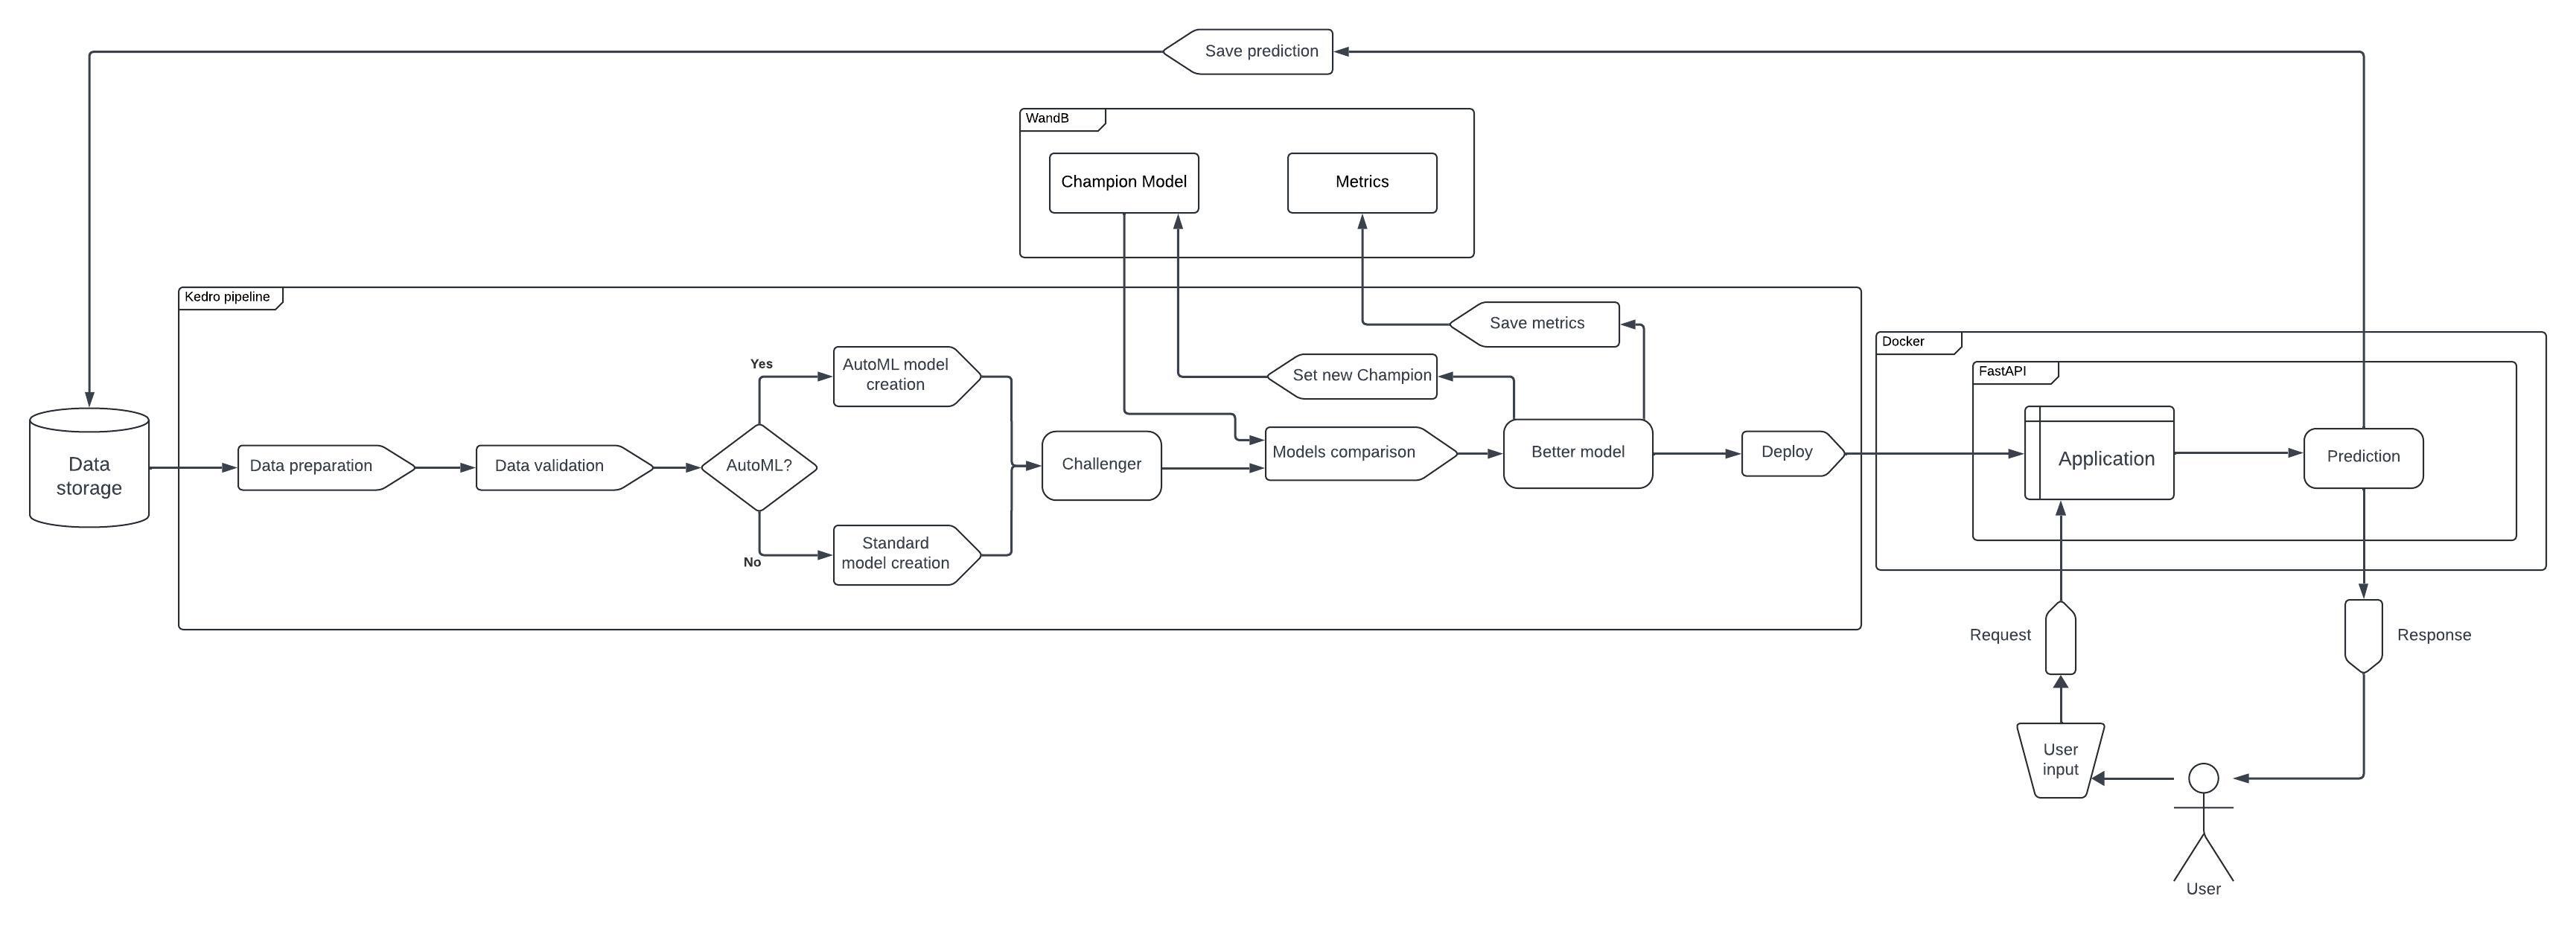 Save prediction
WandB
Champion Model
Metrics
Kedro pipeline
Save metrics
Docker
Yes
AutoML model
creation
Set new Champion
FastAPI
Data
storage
Data preparation
Data validation
AutoML?
Challenger
Models comparison
Better model
Deploy
Application
Prediction
No
Standard
model creation
Request
Response
User
input
User